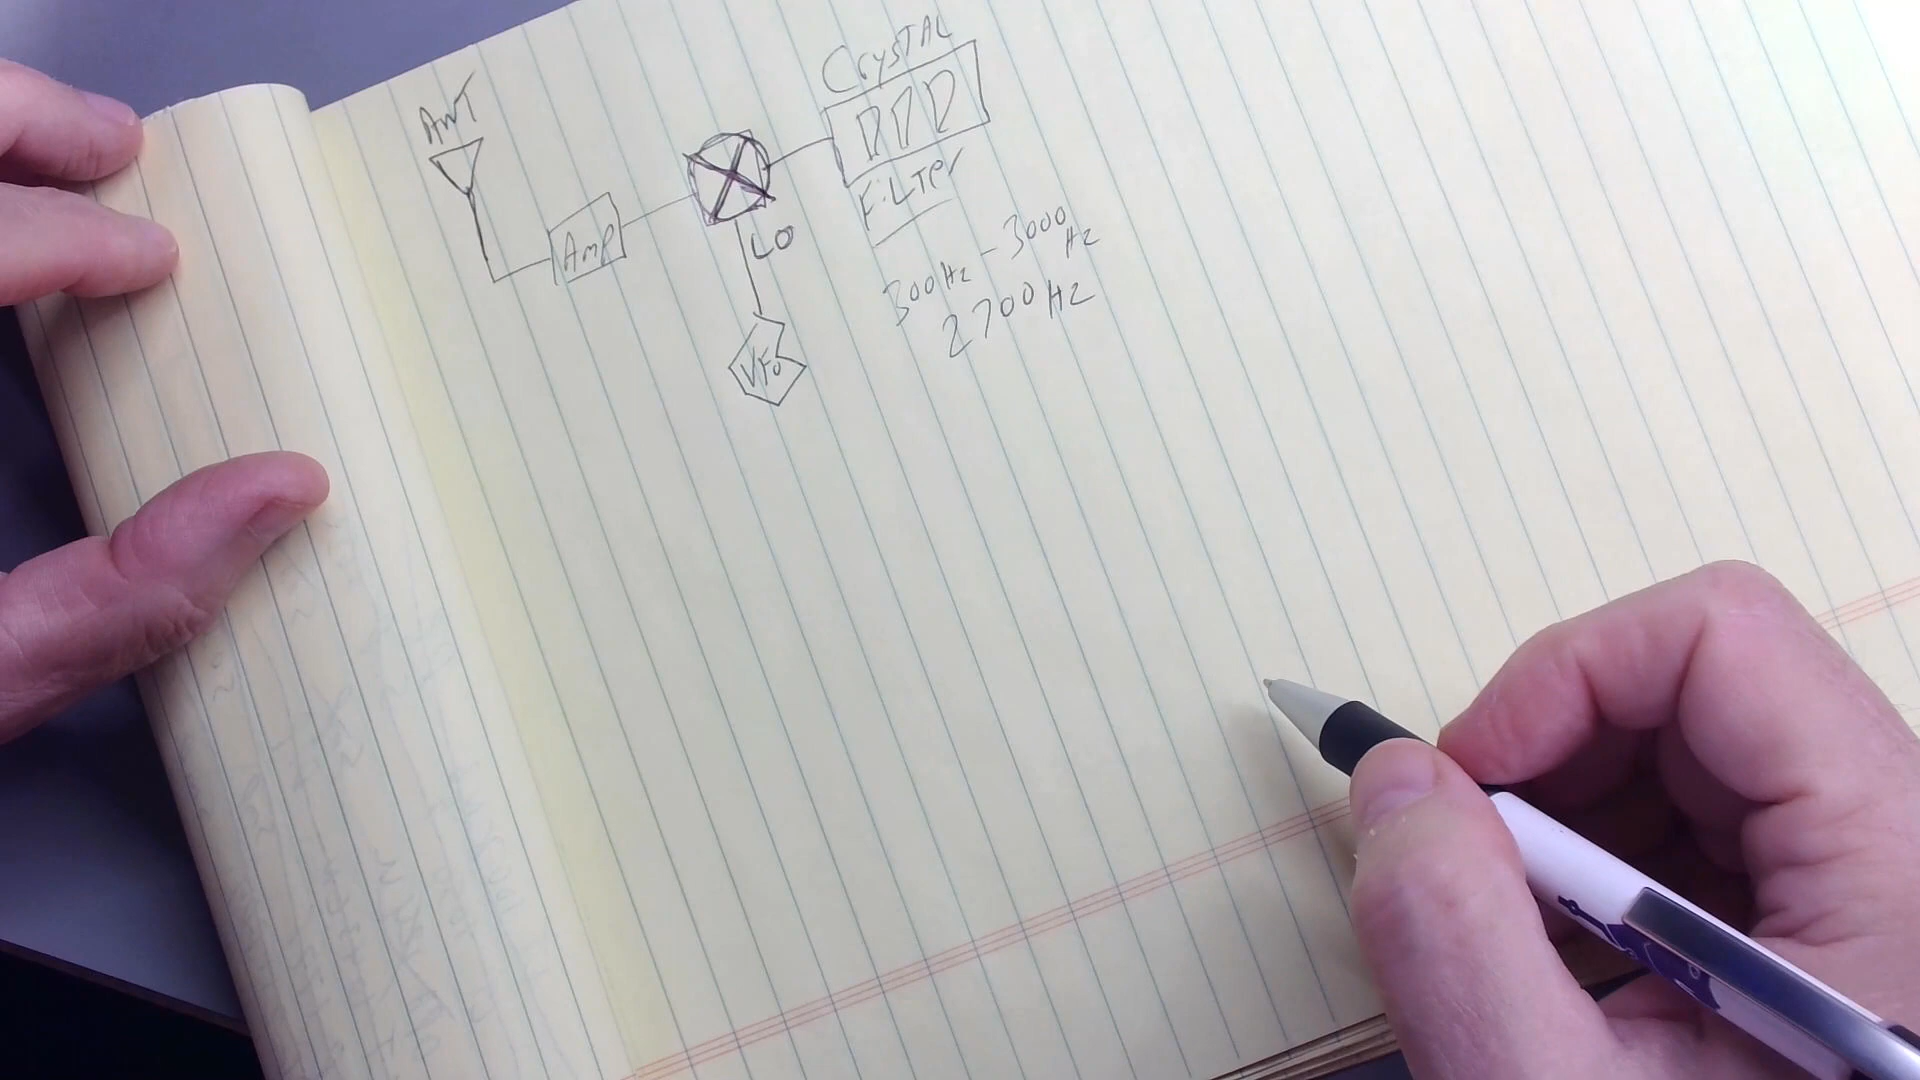 ANT
Amp
LO
VFo
CrysTAL
FiLTer
300Hz - 3000 Hz
2700 Hz